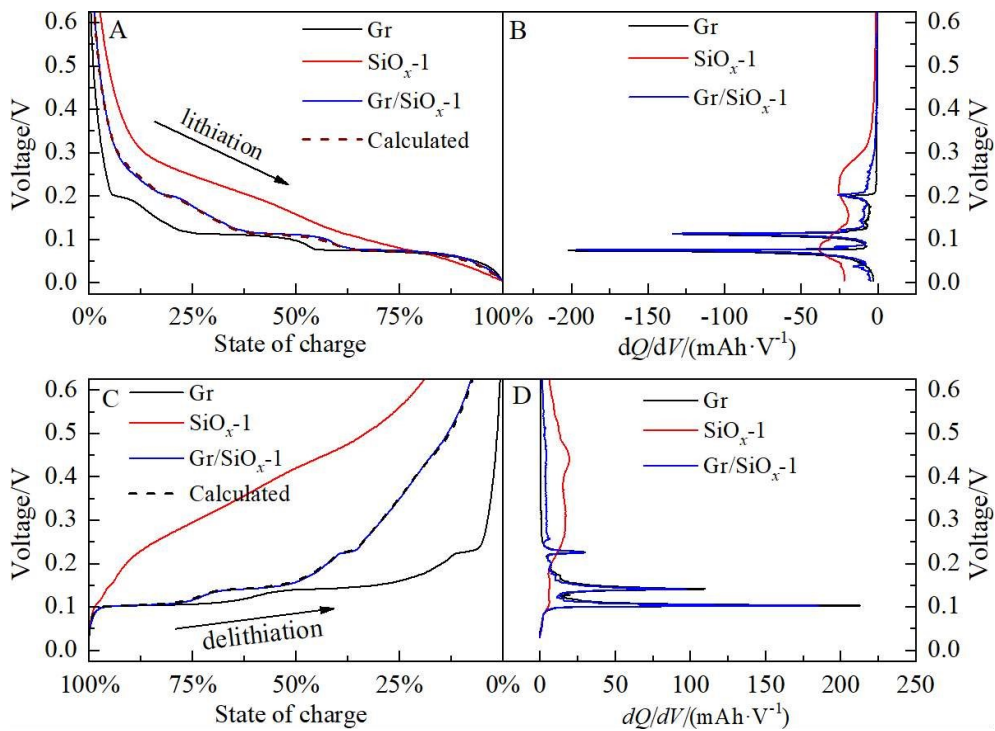 A
Gr
SiOₓ-1
Gr/SiOₓ-1
Calculated
lithiation
Voltage/V
0.6
0.5
0.4
0.3
0.2
0.1
0.0
0%
25%
50%
75%
100%
State of charge
B
Gr
SiOₓ-1
Gr/SiOₓ-1
Voltage/V
0.6
0.5
0.4
0.3
0.2
0.1
0.0
-200
-150
-100
-50
0
dQ/dV/(mAh·V⁻¹)
C
Gr
SiOₓ-1
Gr/SiOₓ-1
Calculated
delithiation
Voltage/V
0.6
0.5
0.4
0.3
0.2
0.1
0.0
100%
75%
50%
25%
0%
State of charge
D
Gr
SiOₓ-1
Gr/SiOₓ-1
Voltage/V
0.6
0.5
0.4
0.3
0.2
0.1
0.0
0
50
100
150
200
250
dQ/dV/(mAh·V⁻¹)